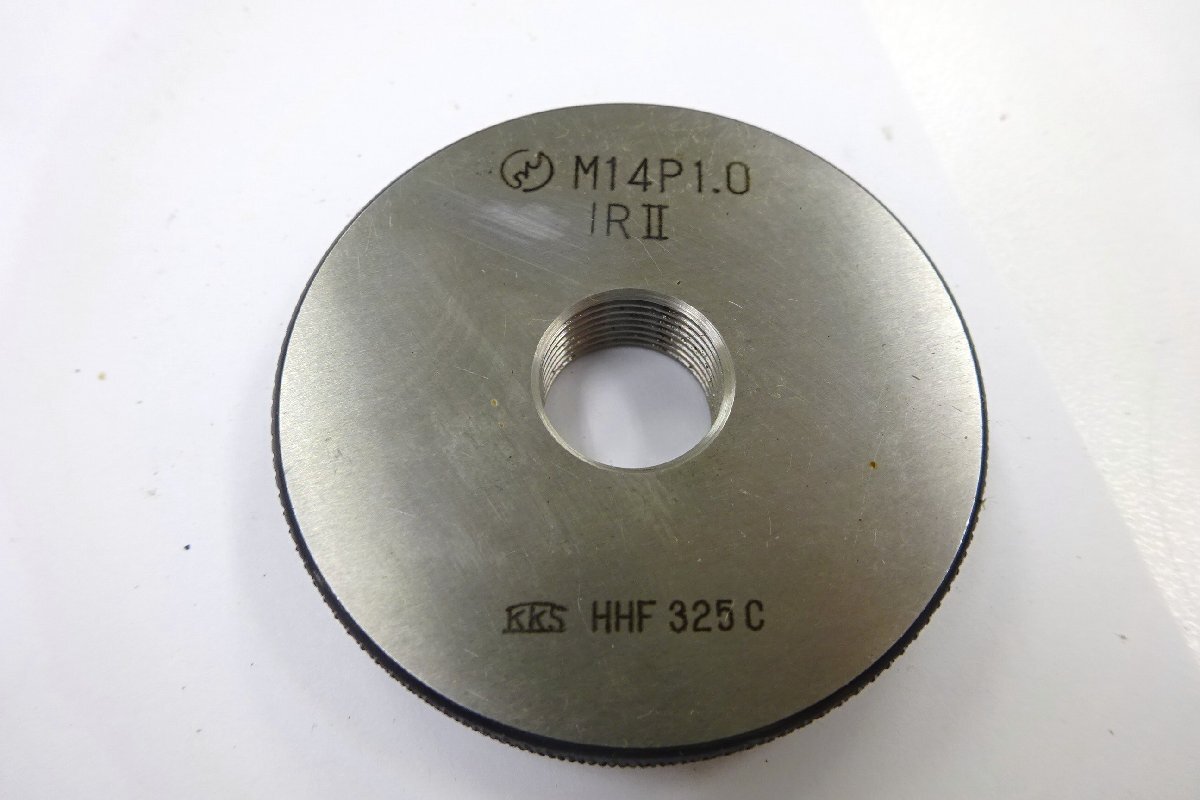 M14P1.0
IRⅡ
KKS HHF 325C